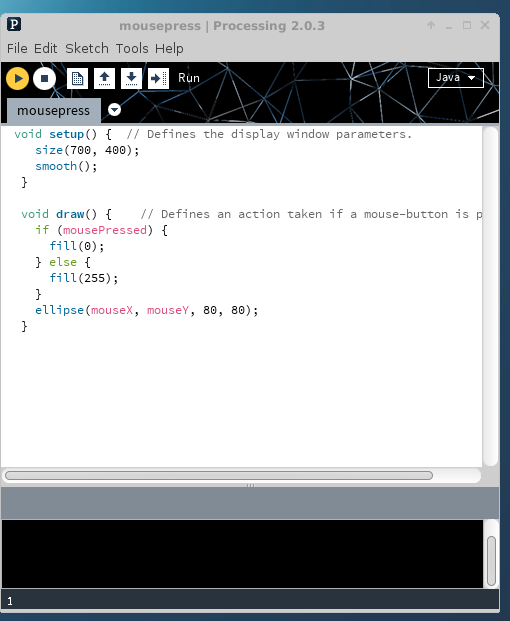 P
mousepress | Processing 2.0.3
File Edit Sketch Tools Help
Run
Java
mousepress
void setup() {  // Defines the display window parameters.
   size(700, 400);
   smooth();
 }
 void draw() {    // Defines an action taken if a mouse-button is p
   if (mousePressed) {
     fill(0);
   } else {
     fill(255);
   }
   ellipse(mouseX, mouseY, 80, 80);
 }
1